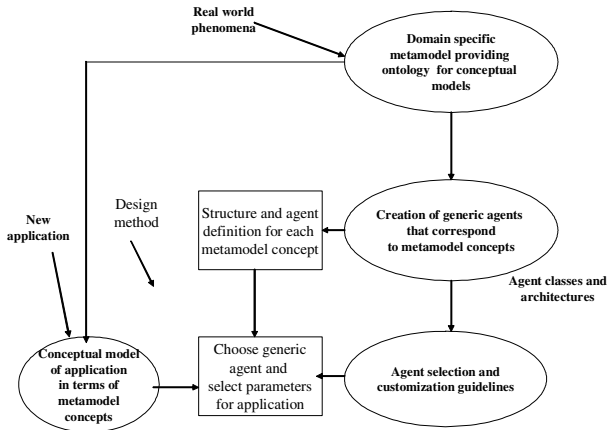 Real world
phenomena
Domain specific
metamodel providing
ontology for conceptual
models
New
application
Design
method
Structure and agent
definition for each
metamodel concept
Creation of generic agents
that correspond
to metamodel concepts
Agent classes and
architectures
Conceptual model
of application
in terms of
metamodel
concepts
Choose generic
agent and
select parameters
for application
Agent selection and
customization guidelines